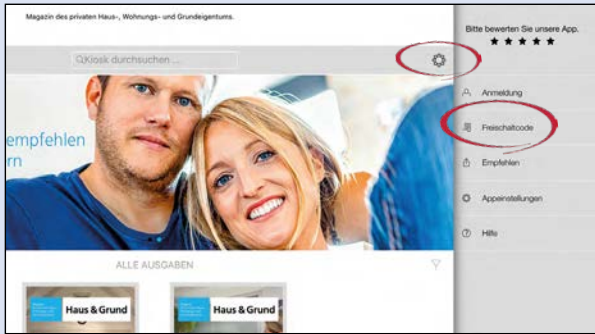 Magazin des privaten Haus-, Wohnungs- und Grundeigentums.
Bitte bewerten Sie unsere App.
Kiosk durchsuchen ...
Anmeldung
Freischaltcode
empfehlen
rn
Empfehlen
Appeinstellungen
Hilfe
ALLE AUSGABEN
Haus & Grund
Haus & Grund